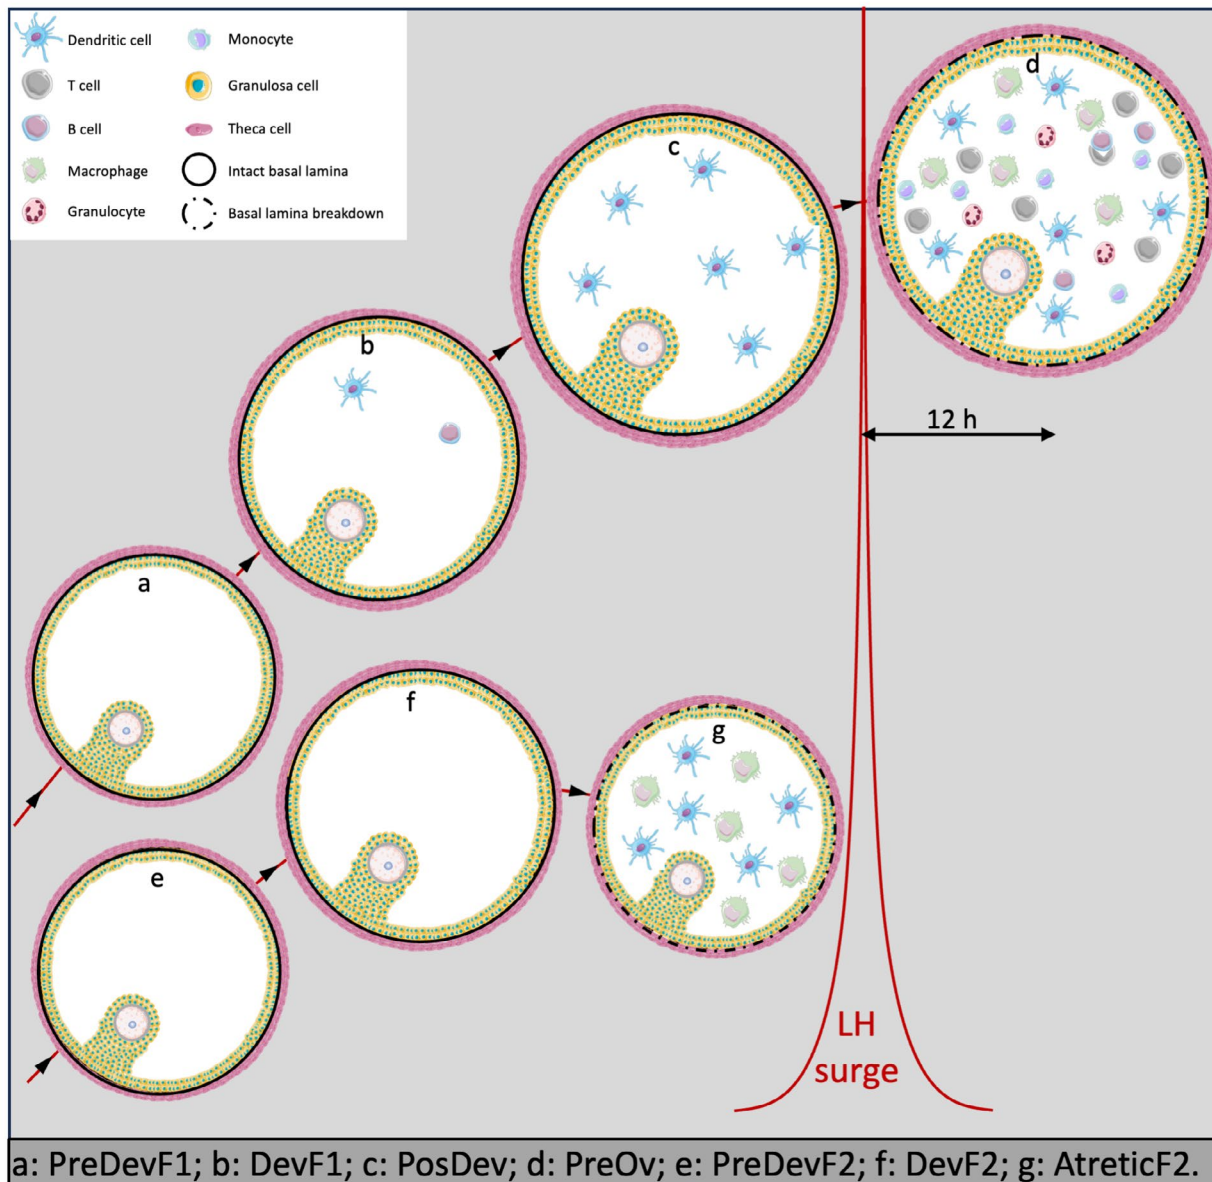 Dendritic cell
Monocyte
T cell
Granulosa cell
B cell
Theca cell
Macrophage
Intact basal lamina
Granulocyte
Basal lamina breakdown
d
c
b
12 h
a
f
g
e
LH
surge
a: PreDevF1; b: DevF1; c: PosDev; d: PreOv; e: PreDevF2; f: DevF2; g: AtreticF2.